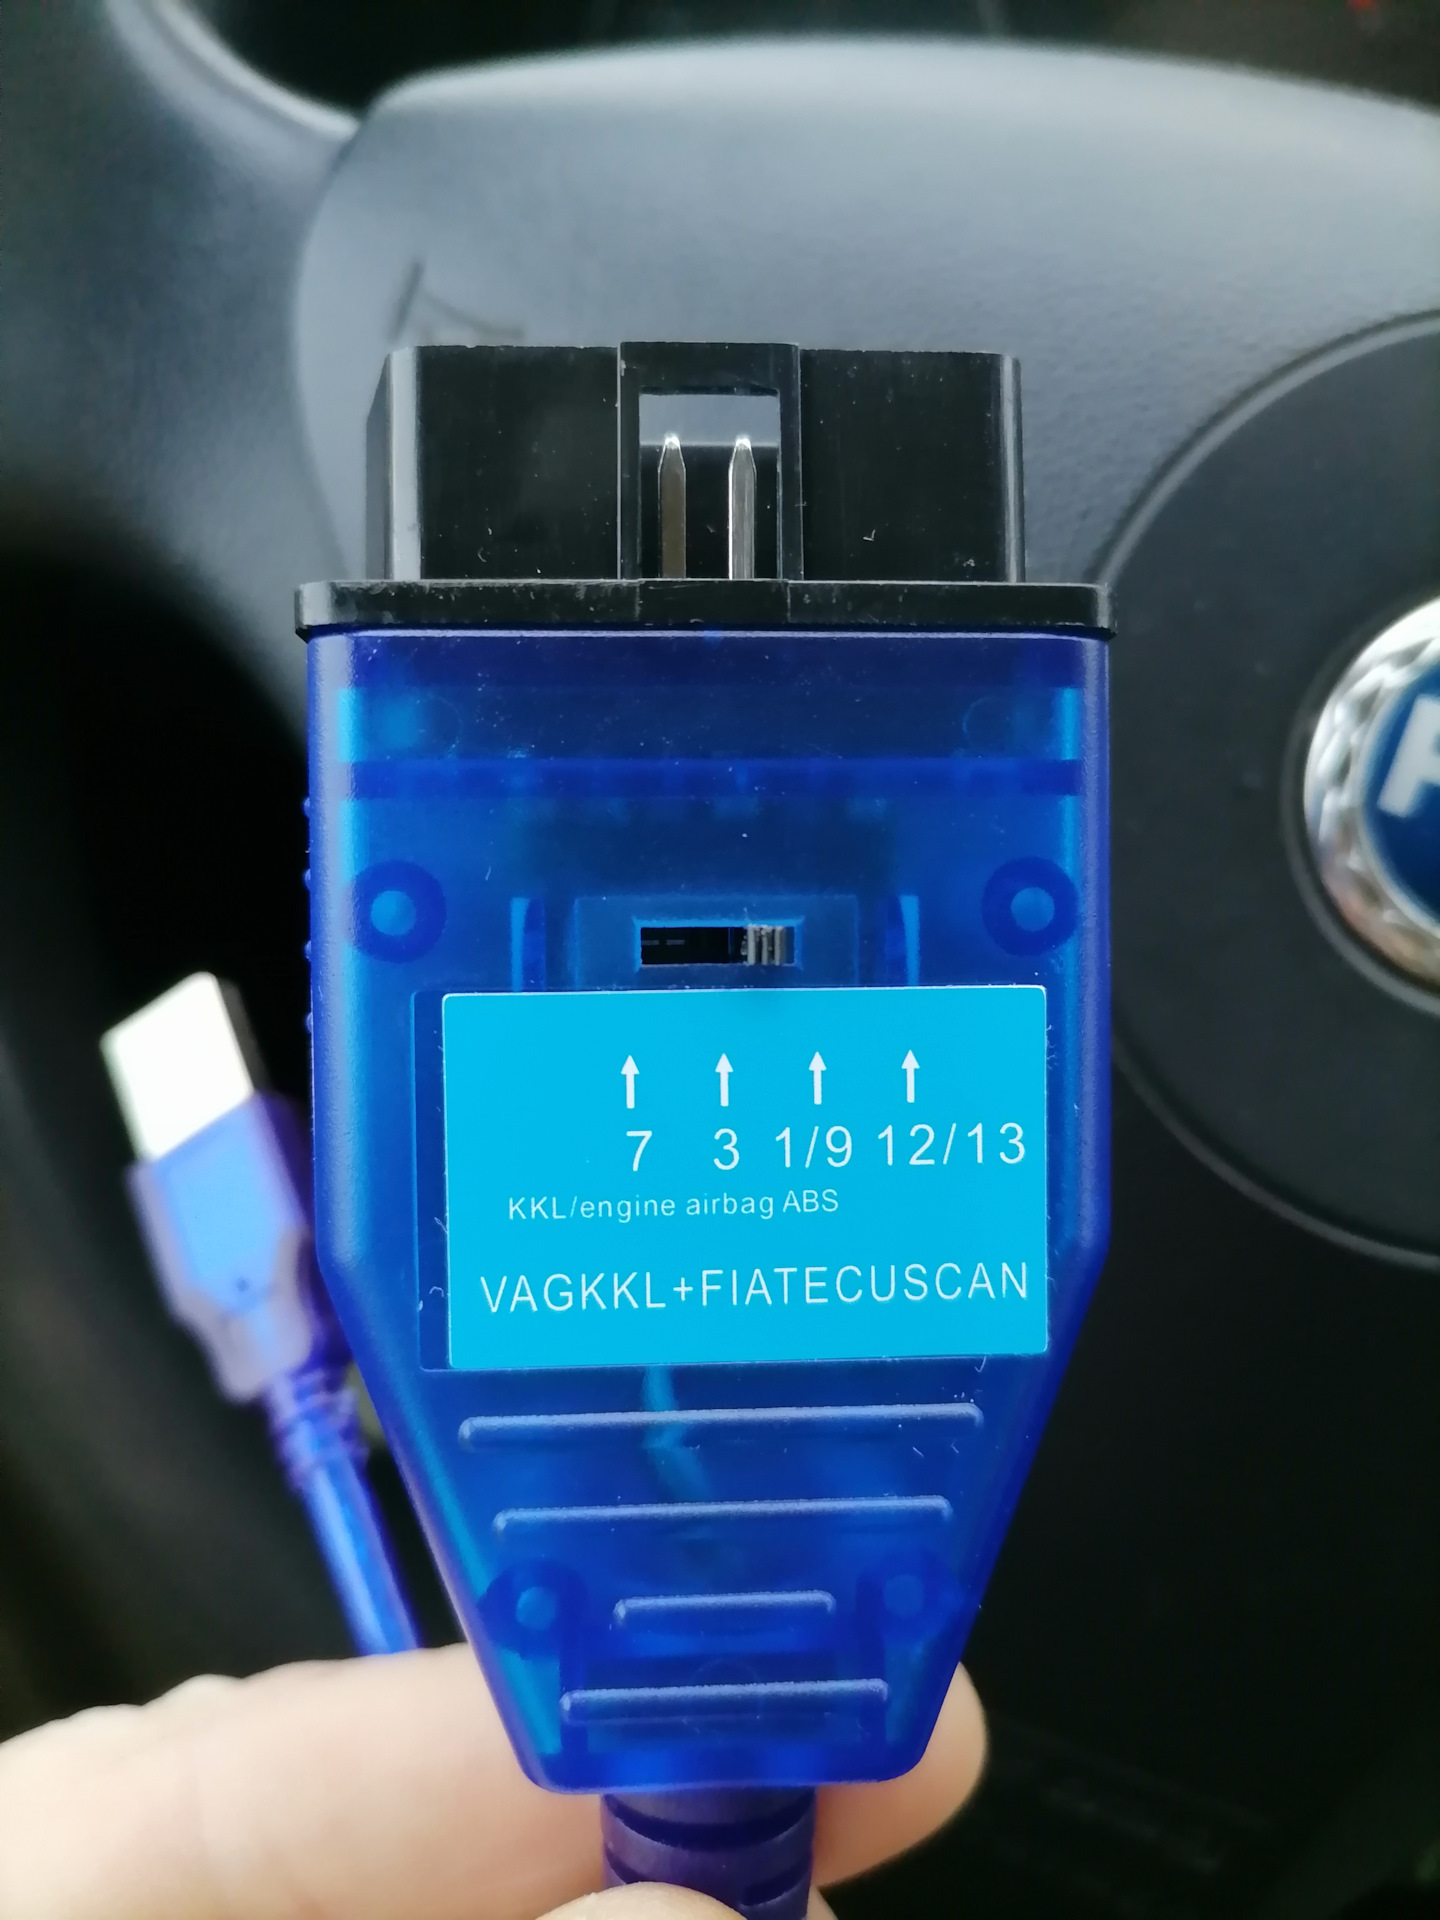 7 3 1/9 12/13
KKL/engine airbag ABS
VAGKKL+FIATECUSCAN
F